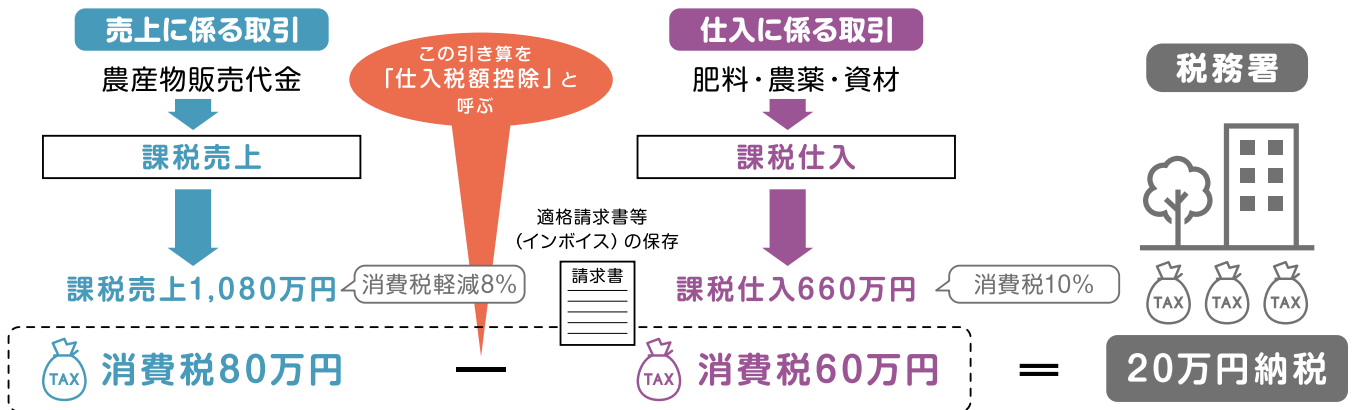 売上に係る取引
農産物販売代金
課税売上
課税売上1,080万円
消費税軽減8%
TAX
消費税80万円
この引き算を
「仕入税額控除」と
呼ぶ
－
適格請求書等
（インボイス）の保存
請求書
仕入に係る取引
肥料・農薬・資材
課税仕入
課税仕入660万円
消費税10%
TAX
消費税60万円
＝
税務署
TAX TAX TAX
20万円納税